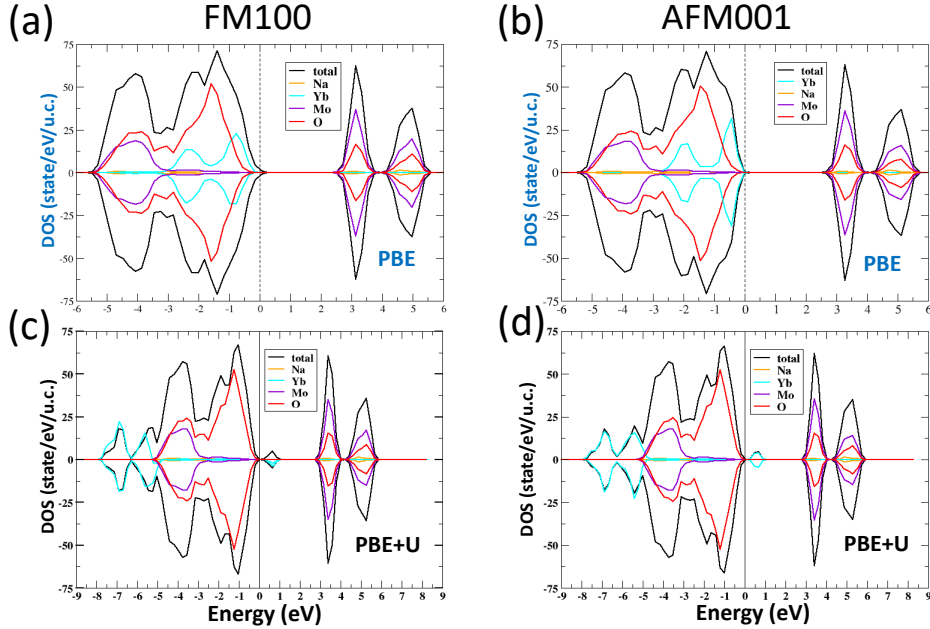 (a)
FM100
(b)
AFM001
75
50
25
0
-25
-50
-75
DOS (state/eV/u.c.)
total
Na
Yb
Mo
O
PBE
-6 -5 -4 -3 -2 -1 0 1 2 3 4 5 6
75
50
25
0
-25
-50
-75
DOS (state/eV/u.c.)
total
Yb
Na
Mo
O
PBE
-6 -5 -4 -3 -2 -1 0 1 2 3 4 5 6
(c)
75
50
25
0
-25
-50
-75
DOS (state/eV/u.c.)
total
Na
Yb
Mo
O
PBE+U
-9 -8 -7 -6 -5 -4 -3 -2 -1 0 1 2 3 4 5 6 7 8 9
Energy (eV)
(d)
75
50
25
0
-25
-50
-75
DOS (state/eV/u.c.)
total
Na
Yb
Mo
O
PBE+U
-9 -8 -7 -6 -5 -4 -3 -2 -1 0 1 2 3 4 5 6 7 8 9
Energy (eV)